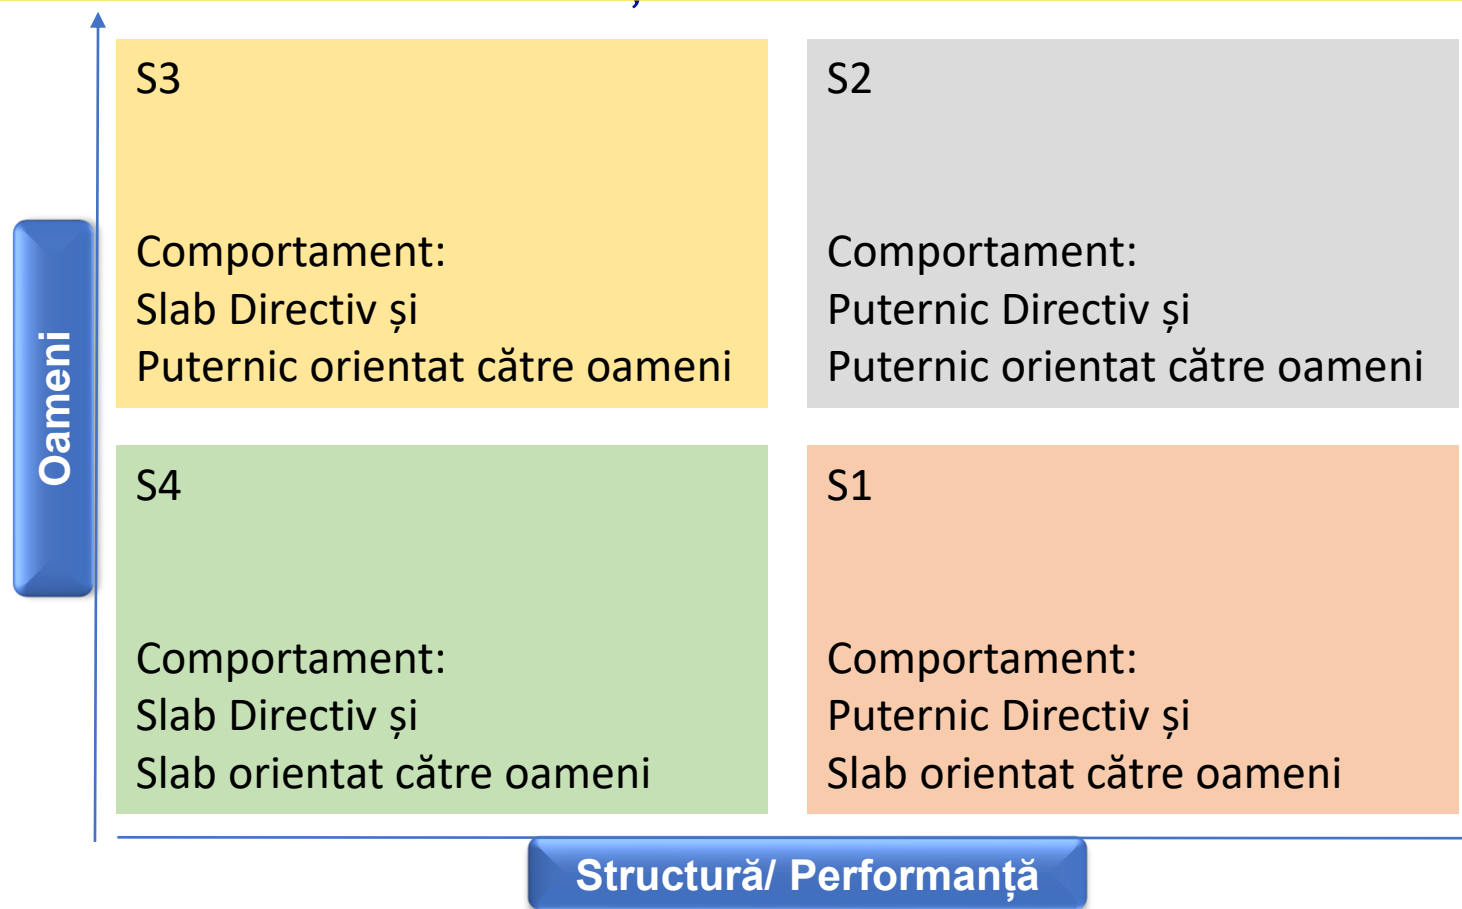 S3
Comportament:
Slab Directiv și
Puternic orientat către oameni
S2
Comportament:
Puternic Directiv și
Puternic orientat către oameni
Oameni
S4
Comportament:
Slab Directiv și
Slab orientat către oameni
S1
Comportament:
Puternic Directiv și
Slab orientat către oameni
Structură/ Performanță